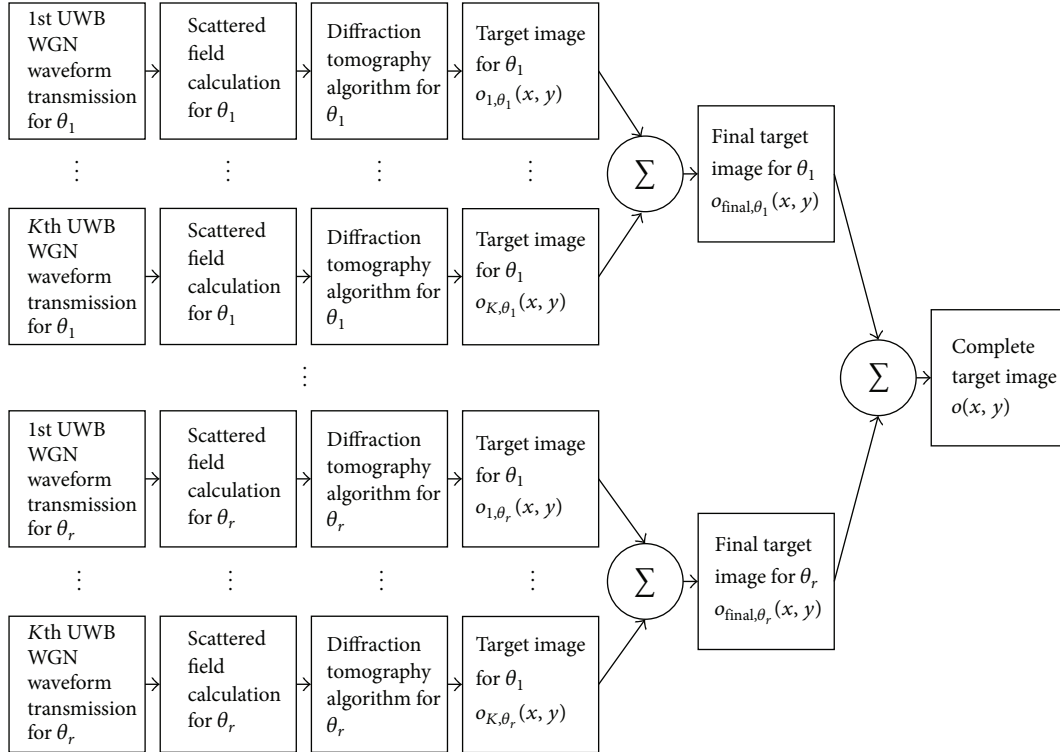 1st UWB
WGN
waveform
transmission
for θ₁
Scattered
field
calculation
for θ₁
Diffraction
tomography
algorithm for
θ₁
Target image
for θ₁
o₁,θ₁(x, y)
⋮
⋮
⋮
⋮
Kth UWB
WGN
waveform
transmission
for θ₁
Scattered
field
calculation
for θ₁
Diffraction
tomography
algorithm for
θ₁
Target image
for θ₁
o_K,θ₁(x, y)
∑
Final target
image for θ₁
o_final,θ₁(x, y)
⋮
1st UWB
WGN
waveform
transmission
for θᵣ
Scattered
field
calculation
for θᵣ
Diffraction
tomography
algorithm for
θᵣ
Target image
for θ₁
o₁,θᵣ(x, y)
⋮
⋮
⋮
⋮
Kth UWB
WGN
waveform
transmission
for θᵣ
Scattered
field
calculation
for θᵣ
Diffraction
tomography
algorithm for
θᵣ
Target image
for θ₁
o_K,θᵣ(x, y)
∑
Final target
image for θᵣ
o_final,θᵣ(x, y)
∑
Complete
target image
o(x, y)